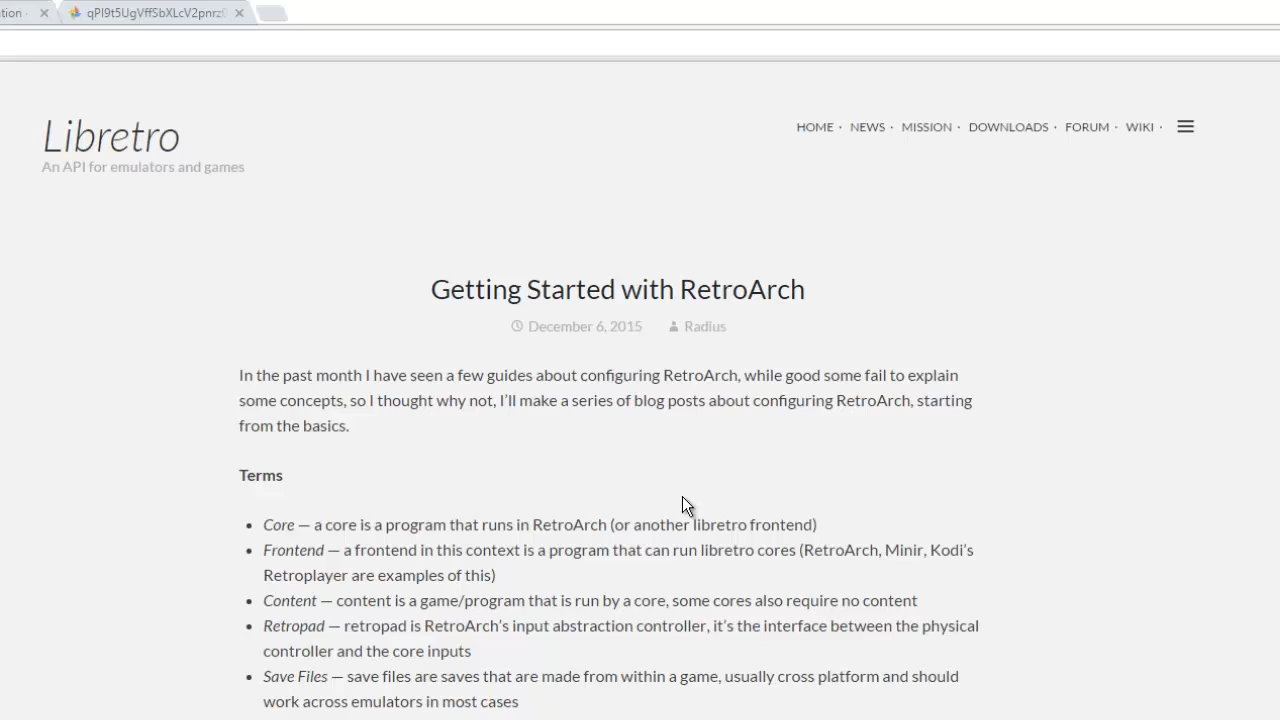 tion -
qPI9t5UgVffSbXLcV2pnrz
Libretro
An API for emulators and games
HOME · NEWS · MISSION · DOWNLOADS · FORUM · WIKI ·
Getting Started with RetroArch
December 6, 2015 Radius
In the past month I have seen a few guides about configuring RetroArch, while good some fail to explain
some concepts, so I thought why not, I'll make a series of blog posts about configuring RetroArch, starting
from the basics.
Terms
• Core — a core is a program that runs in RetroArch (or another libretro frontend)
• Frontend — a frontend in this context is a program that can run libretro cores (RetroArch, Minir, Kodi's
Retroplayer are examples of this)
• Content — content is a game/program that is run by a core, some cores also require no content
• Retropad — retropad is RetroArch's input abstraction controller, it's the interface between the physical
controller and the core inputs
• Save Files — save files are saves that are made from within a game, usually cross platform and should
work across emulators in most cases